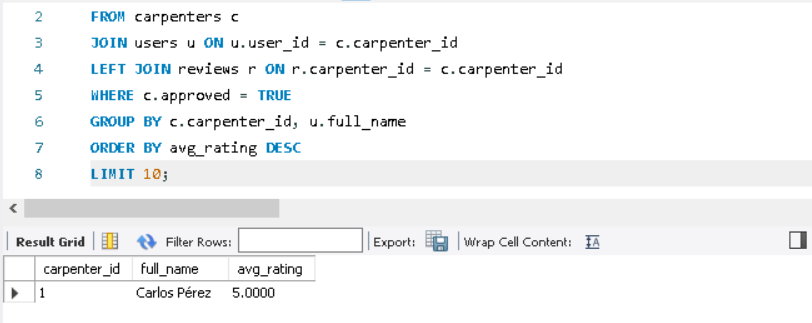 2 FROM carpenters c
3 JOIN users u ON u.user_id = c.carpenter_id
4 LEFT JOIN reviews r ON r.carpenter_id = c.carpenter_id
5 WHERE c.approved = TRUE
6 GROUP BY c.carpenter_id, u.full_name
7 ORDER BY avg_rating DESC
8 LIMIT 10;
Result Grid Filter Rows: Export: Wrap Cell Content:
carpenter_id full_name avg_rating
1 Carlos Pérez 5.0000